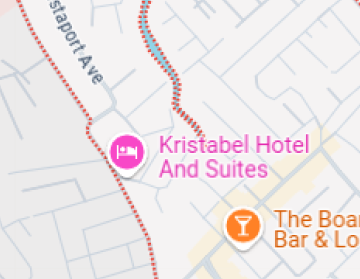 staport Ave
Kristabel Hotel
And Suites
The Boar
Bar & Lo